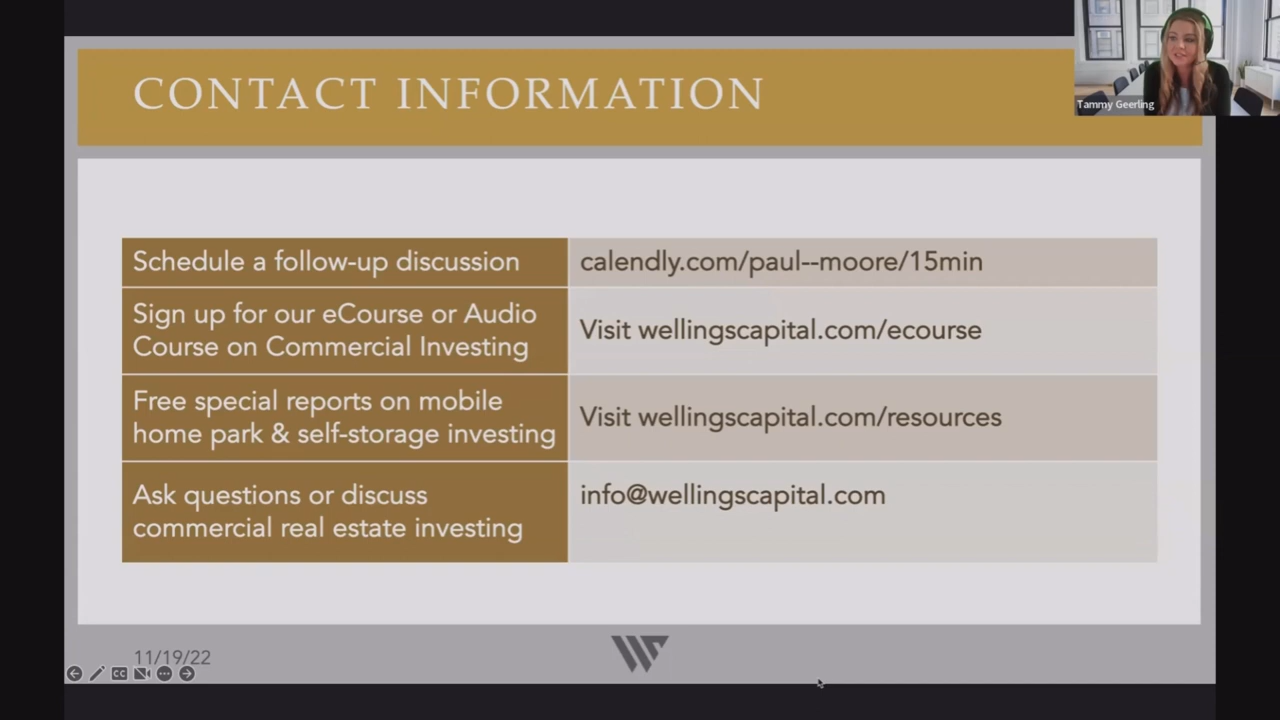 CONTACT INFORMATION
Tammy Geerling
Schedule a follow-up discussion
calendly.com/paul--moore/15min
Sign up for our eCourse or Audio
Course on Commercial Investing
Visit wellingscapital.com/ecourse
Free special reports on mobile
home park & self-storage investing
Visit wellingscapital.com/resources
Ask questions or discuss
commercial real estate investing
info@wellingscapital.com
11/19/22
CC